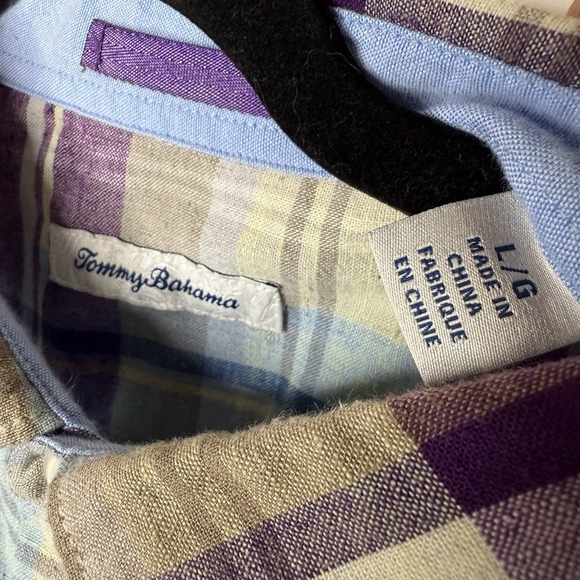 Tommy Bahama
L/G
MADE IN
CHINA
FABRIQUE
EN CHINE